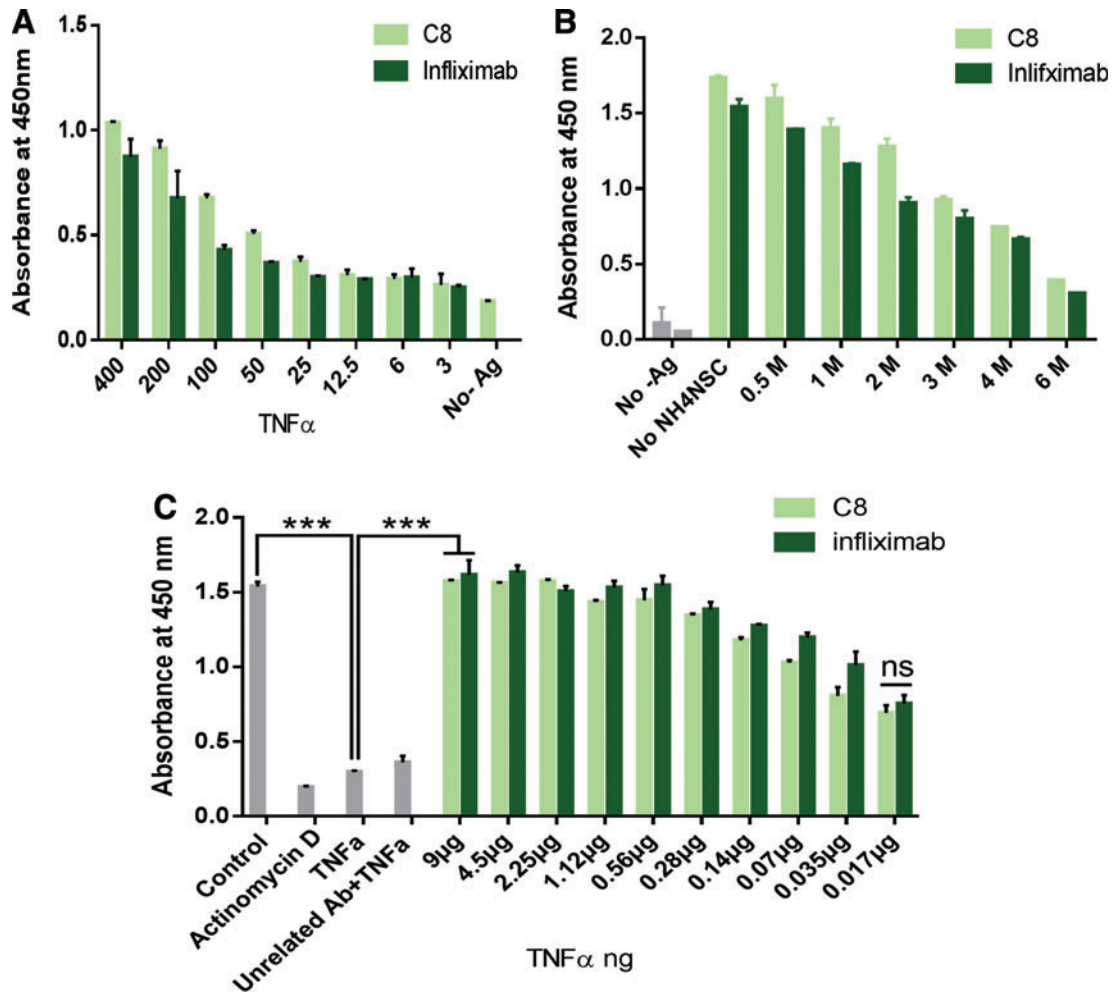 A
Absorbance at 450nm
1.5
1.0
0.5
0.0
C8
Infliximab
400
200
100
50
25
12.5
6
3
No- Ag
TNFα
B
Absorbance at 450 nm
2.0
1.5
1.0
0.5
0.0
C8
Inlifximab
No -Ag
No NH4NSC
0.5 M
1 M
2 M
3 M
4 M
6 M
C
Absorbance at 450 nm
2.0
1.5
1.0
0.5
0.0
***
***
C8
infliximab
ns
Control
Actinomycin D
TNFa
Unrelated Ab+TNFa
9µg
4.5µg
2.25µg
1.12µg
0.56µg
0.28µg
0.14µg
0.07µg
0.035µg
0.017µg
TNFα ng